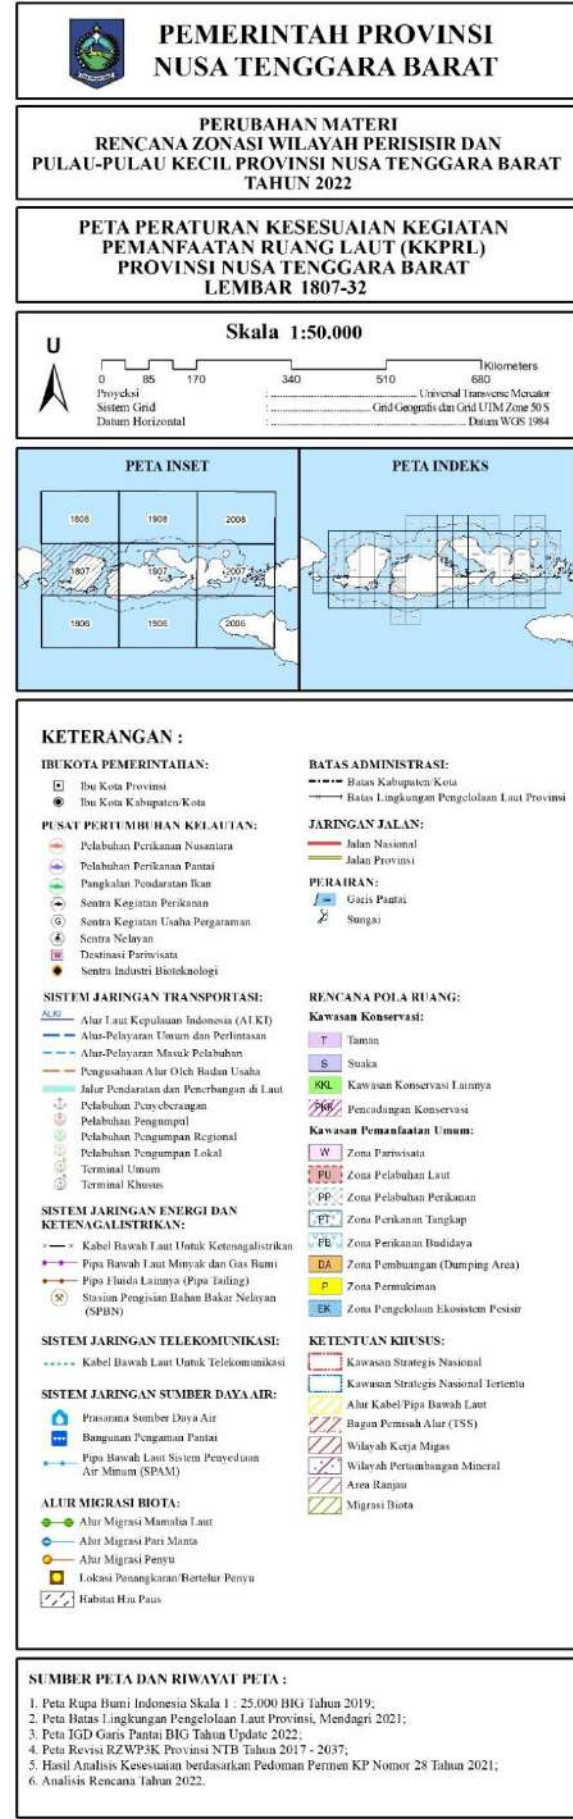 PEMERINTAH PROVINSI
NUSA TENGGARA BARAT
PERUBAHAN MATERI
RENCANA ZONASI WILAYAH PERISISIR DAN
PULAU-PULAU KECIL PROVINSI NUSA TENGGARA BARAT
TAHUN 2022
PETA PERATURAN KESESUAIAN KEGIATAN
PEMANFAATAN RUANG LAUT (KKPRL)
PROVINSI NUSA TENGGARA BARAT
LEMBAR 1807-32
U
Skala 1:50.000
Kilometers
0 85 170 340 510 680
Proyeksi : Universal Transverse Mercator
Sistem Grid : Grid Geografis dan Grid UTM Zone 50 S
Datum Horizontal : Datum WGS 1984
PETA INSET
1808 1908 2008
1807 1907 2007
1806 1906 2006
PETA INDEKS
KETERANGAN :
IBUKOTA PEMERINTAHAN:
Ibu Kota Provinsi
Ibu Kota Kabupaten/Kota
PUSAT PERTUMBUHAN KELAUTAN:
Pelabuhan Perikanan Nusantara
Pelabuhan Perikanan Pantai
Pangkalan Pendaratan Ikan
Sentra Kegiatan Perikanan
G Sentra Kegiatan Usaha Pergaraman
Sentra Nelayan
W Destinasi Pariwisata
Sentra Industri Bioteknologi
SISTEM JARINGAN TRANSPORTASI:
ALKI Alur Laut Kepulauan Indonesia (ALKI)
Alur-Pelayaran Umum dan Perlintasan
Alur-Pelayaran Masuk Pelabuhan
Pengusahaan Alur Oleh Badan Usaha
Jalur Pendaratan dan Penerbangan di Laut
Pelabuhan Penyeberangan
Pelabuhan Pengumpul
Pelabuhan Pengumpan Regional
Pelabuhan Pengumpan Lokal
Terminal Umum
Terminal Khusus
SISTEM JARINGAN ENERGI DAN
KETENAGALISTRIKAN:
Kabel Bawah Laut Untuk Ketenagalistrikan
Pipa Bawah Laut Minyak dan Gas Bumi
Pipa Fluida Lainnya (Pipa Tailing)
Stasiun Pengisian Bahan Bakar Nelayan
(SPBN)
SISTEM JARINGAN TELEKOMUNIKASI:
Kabel Bawah Laut Untuk Telekomunikasi
SISTEM JARINGAN SUMBER DAYA AIR:
Prasarana Sumber Daya Air
Bangunan Pengaman Pantai
Pipa Bawah Laut Sistem Penyediaan
Air Minum (SPAM)
ALUR MIGRASI BIOTA:
Alur Migrasi Mamalia Laut
Alur Migrasi Pari Manta
Alur Migrasi Penyu
Lokasi Penangkaran/Bertelur Penyu
Habitat Hiu Paus
BATAS ADMINISTRASI:
Batas Kabupaten/Kota
Batas Lingkungan Pengelolaan Laut Provinsi
JARINGAN JALAN:
Jalan Nasional
Jalan Provinsi
PERAIRAN:
Garis Pantai
Sungai
RENCANA POLA RUANG:
Kawasan Konservasi:
T Taman
S Suaka
KKL Kawasan Konservasi Lainnya
PKK Pencadangan Konservasi
Kawasan Pemanfaatan Umum:
W Zona Pariwisata
PU Zona Pelabuhan Laut
PP Zona Pelabuhan Perikanan
PT Zona Perikanan Tangkap
PB Zona Perikanan Budidaya
DA Zona Pembuangan (Dumping Area)
P Zona Permukiman
EK Zona Pengelolaan Ekosistem Pesisir
KETENTUAN KHUSUS:
Kawasan Strategis Nasional
Kawasan Strategis Nasional Tertentu
Alur Kabel/Pipa Bawah Laut
Bagan Pemisah Alur (TSS)
Wilayah Kerja Migas
Wilayah Pertambangan Mineral
Area Ranjau
Migrasi Biota
SUMBER PETA DAN RIWAYAT PETA :
1. Peta Rupa Bumi Indonesia Skala 1 : 25.000 BIG Tahun 2019;
2. Peta Batas Lingkungan Pengelolaan Laut Provinsi, Mendagri 2021;
3. Peta IGD Garis Pantai BIG Tahun Update 2022;
4. Peta Revisi RZWP3K Provinsi NTB Tahun 2017 - 2037;
5. Hasil Analisis Kesesuaian berdasarkan Pedoman Permen KP Nomor 28 Tahun 2021;
6. Analisis Rencana Tahun 2022.